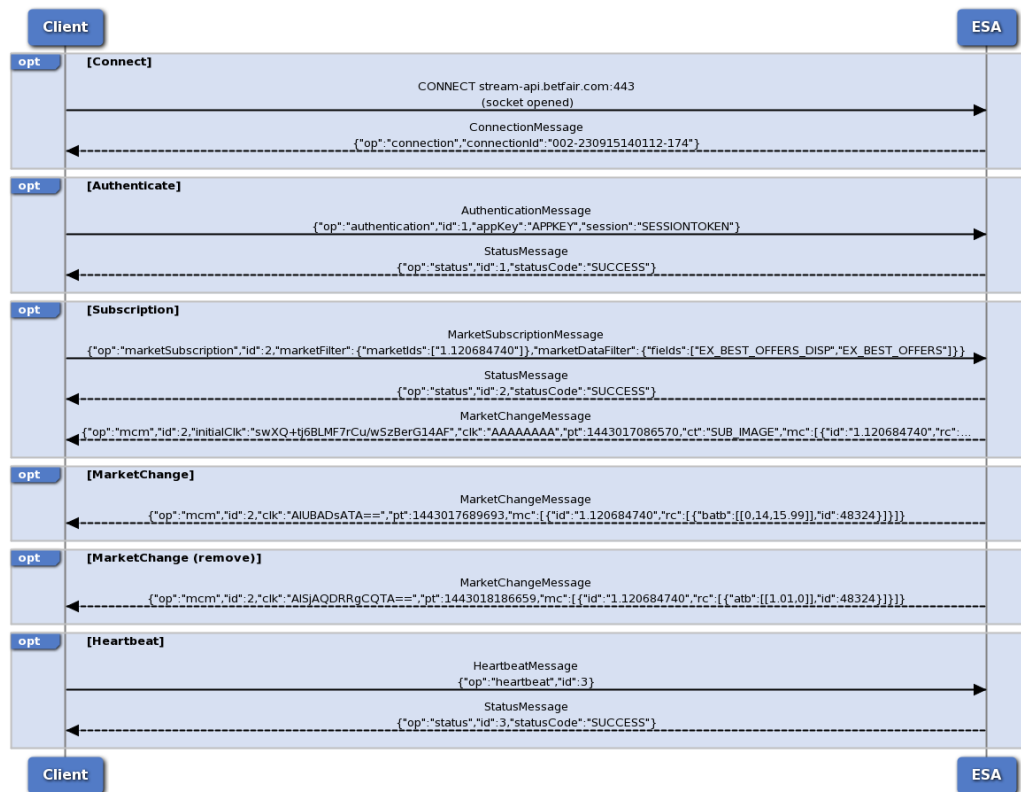 Client ESA
opt [Connect]
CONNECT stream-api.betfair.com:443
(socket opened)
ConnectionMessage
{"op":"connection","connectionId":"002-230915140112-174"}
opt [Authenticate]
AuthenticationMessage
{"op":"authentication","id":1,"appKey":"APPKEY","session":"SESSIONTOKEN"}
StatusMessage
{"op":"status","id":1,"statusCode":"SUCCESS"}
opt [Subscription]
MarketSubscriptionMessage
{"op":"marketSubscription","id":2,"marketFilter":{"marketIds":["1.120684740"]},"marketDataFilter":{"fields":["EX_BEST_OFFERS_DISP","EX_BEST_OFFERS"]}}
StatusMessage
{"op":"status","id":2,"statusCode":"SUCCESS"}
MarketChangeMessage
{"op":"mcm","id":2,"initialClk":"swXQ+tj6BLMF7rCu/wSzBerG14AF","clk":"AAAAAAAA","pt":1443017086570,"ct":"SUB_IMAGE","mc":[{"id":"1.120684740","rc":...
opt [MarketChange]
MarketChangeMessage
{"op":"mcm","id":2,"clk":"AIUBADsATA==","pt":1443017689693,"mc":[{"id":"1.120684740","rc":[{"batb":[[0,14,15.99]],"id":48324}]}]}
opt [MarketChange (remove)]
MarketChangeMessage
{"op":"mcm","id":2,"clk":"AISjAQDRRgCQTA==","pt":1443018186659,"mc":[{"id":"1.120684740","rc":[{"atb":[[1.01,0]],"id":48324}]}]}
opt [Heartbeat]
HeartbeatMessage
{"op":"heartbeat","id":3}
StatusMessage
{"op":"status","id":3,"statusCode":"SUCCESS"}
Client ESA